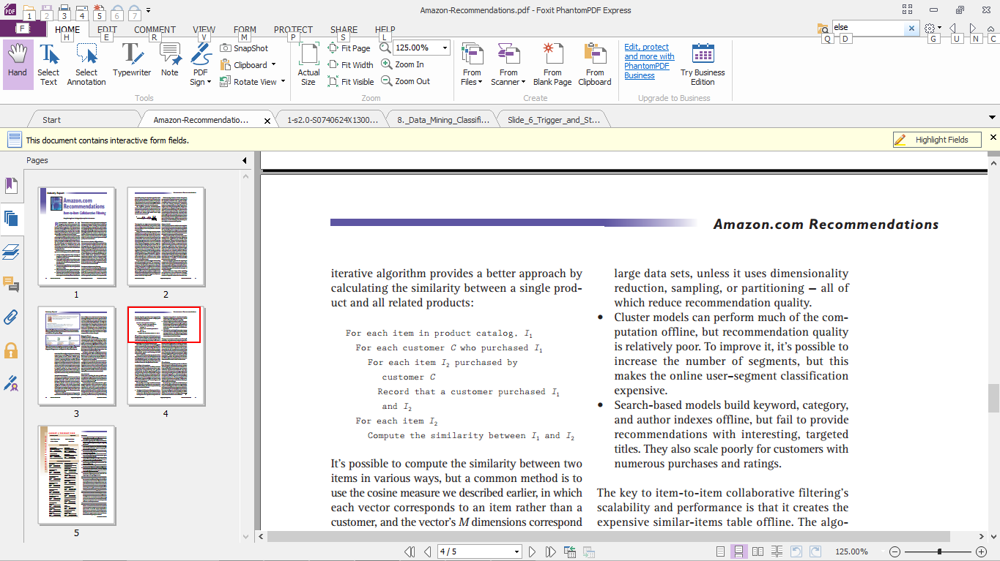 PDF
1 2 3 4 5 6 7
Amazon-Recommendations.pdf - Foxit PhantomPDF Express
F
HOME EDIT COMMENT VIEW FORM PROTECT SHARE HELP
else
H E R V M P S L Q D G U N C
Hand
Select Text
Select Annotation
Typewriter
Note
PDF Sign
SnapShot
Clipboard
Rotate View
Tools
Actual Size
Fit Page
Fit Width
Fit Visible
125.00%
Zoom In
Zoom Out
Zoom
From Files
From Scanner
From Blank Page
From Clipboard
Create
Edit, protect
and more with
PhantomPDF
Business
Try Business Edition
Upgrade to Business
Start
Amazon-Recommendatio...
1-s2.0-S0740624X1300...
8._Data_Mining_Classifi...
Slide_6_Trigger_and_St...
This document contains interactive form fields.
Highlight Fields
Pages
Industry Report
Amazon.com
Recommendations
Item-to-Item Collaborative Filtering
1
2
3
4
5
Amazon.com Recommendations
iterative algorithm provides a better approach by
calculating the similarity between a single prod-
uct and all related products:
For each item in product catalog. I1
For each customer C who purchased I1
For each item I2 purchased by
customer C
Record that a customer purchased I1
and I2
For each item I2
Compute the similarity between I1 and I2
It's possible to compute the similarity between two
items in various ways, but a common method is to
use the cosine measure we described earlier, in which
each vector corresponds to an item rather than a
customer, and the vector's M dimensions correspond
large data sets, unless it uses dimensionality
reduction, sampling, or partitioning — all of
which reduce recommendation quality.
• Cluster models can perform much of the com-
putation offline, but recommendation quality
is relatively poor. To improve it, it's possible to
increase the number of segments, but this
makes the online user–segment classification
expensive.
• Search-based models build keyword, category,
and author indexes offline, but fail to provide
recommendations with interesting, targeted
titles. They also scale poorly for customers with
numerous purchases and ratings.
The key to item-to-item collaborative filtering's
scalability and performance is that it creates the
expensive similar-items table offline. The algo-
4 / 5
125.00%